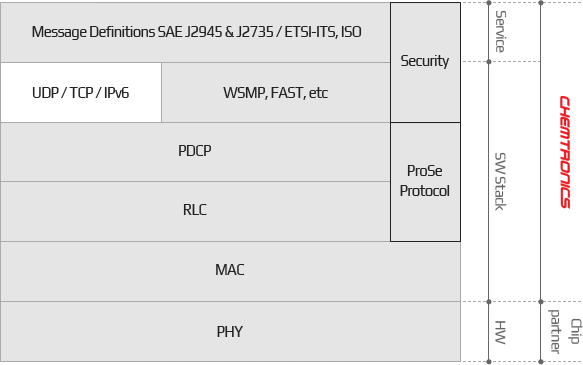 Message Definitions SAE J2945 & J2735 / ETSI-ITS, ISO
Security
UDP / TCP / IPv6
WSMP, FAST, etc
PDCP
ProSe
Protocol
RLC
MAC
PHY
Service
SW Stack
HW
CHEMTRONICS
Chip
partner